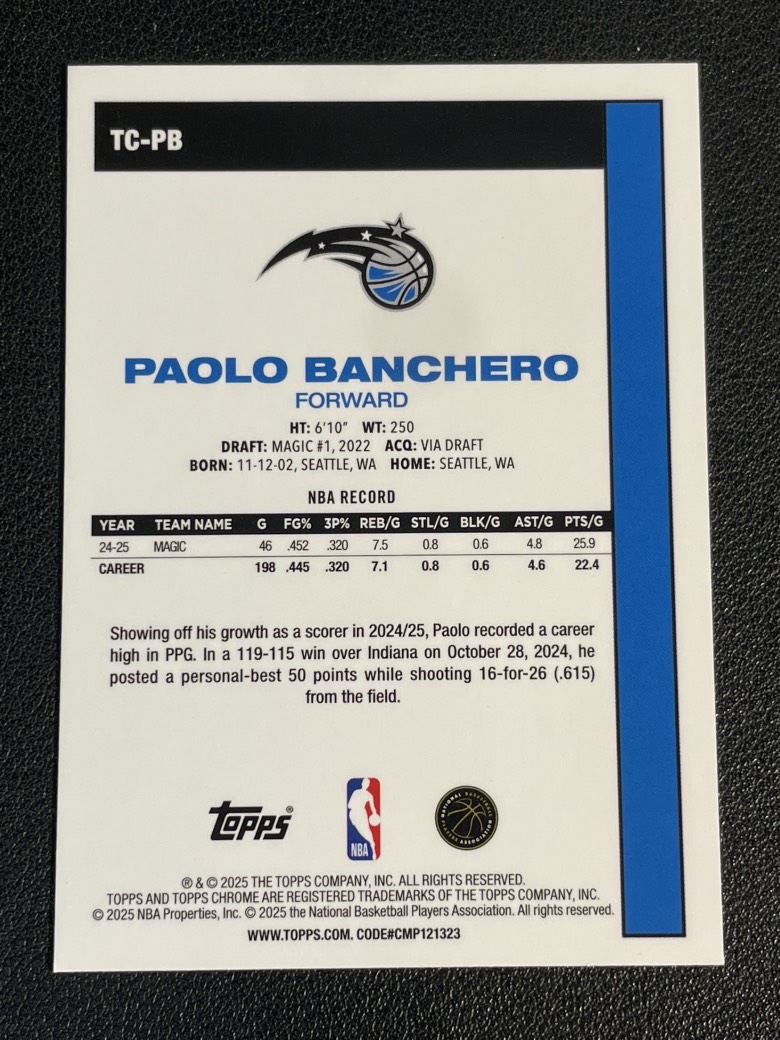 TC-PB
PAOLO BANCHERO
FORWARD
HT: 6'10" WT: 250
DRAFT: MAGIC #1, 2022 ACQ: VIA DRAFT
BORN: 11-12-02, SEATTLE, WA HOME: SEATTLE, WA
NBA RECORD
YEAR TEAM NAME G FG% 3P% REB/G STL/G BLK/G AST/G PTS/G
24-25 MAGIC 46 .452 .320 7.5 0.8 0.6 4.8 25.9
CAREER 198 .445 .320 7.1 0.8 0.6 4.6 22.4
Showing off his growth as a scorer in 2024/25, Paolo recorded a career
high in PPG. In a 119-115 win over Indiana on October 28, 2024, he
posted a personal-best 50 points while shooting 16-for-26 (.615)
from the field.
Topps®
NBA
NATIONAL BASKETBALL PLAYERS ASSOCIATION
® & © 2025 THE TOPPS COMPANY, INC. ALL RIGHTS RESERVED.
TOPPS AND TOPPS CHROME ARE REGISTERED TRADEMARKS OF THE TOPPS COMPANY, INC.
© 2025 NBA Properties, Inc. © 2025 the National Basketball Players Association. All rights reserved.
WWW.TOPPS.COM. CODE#CMP121323